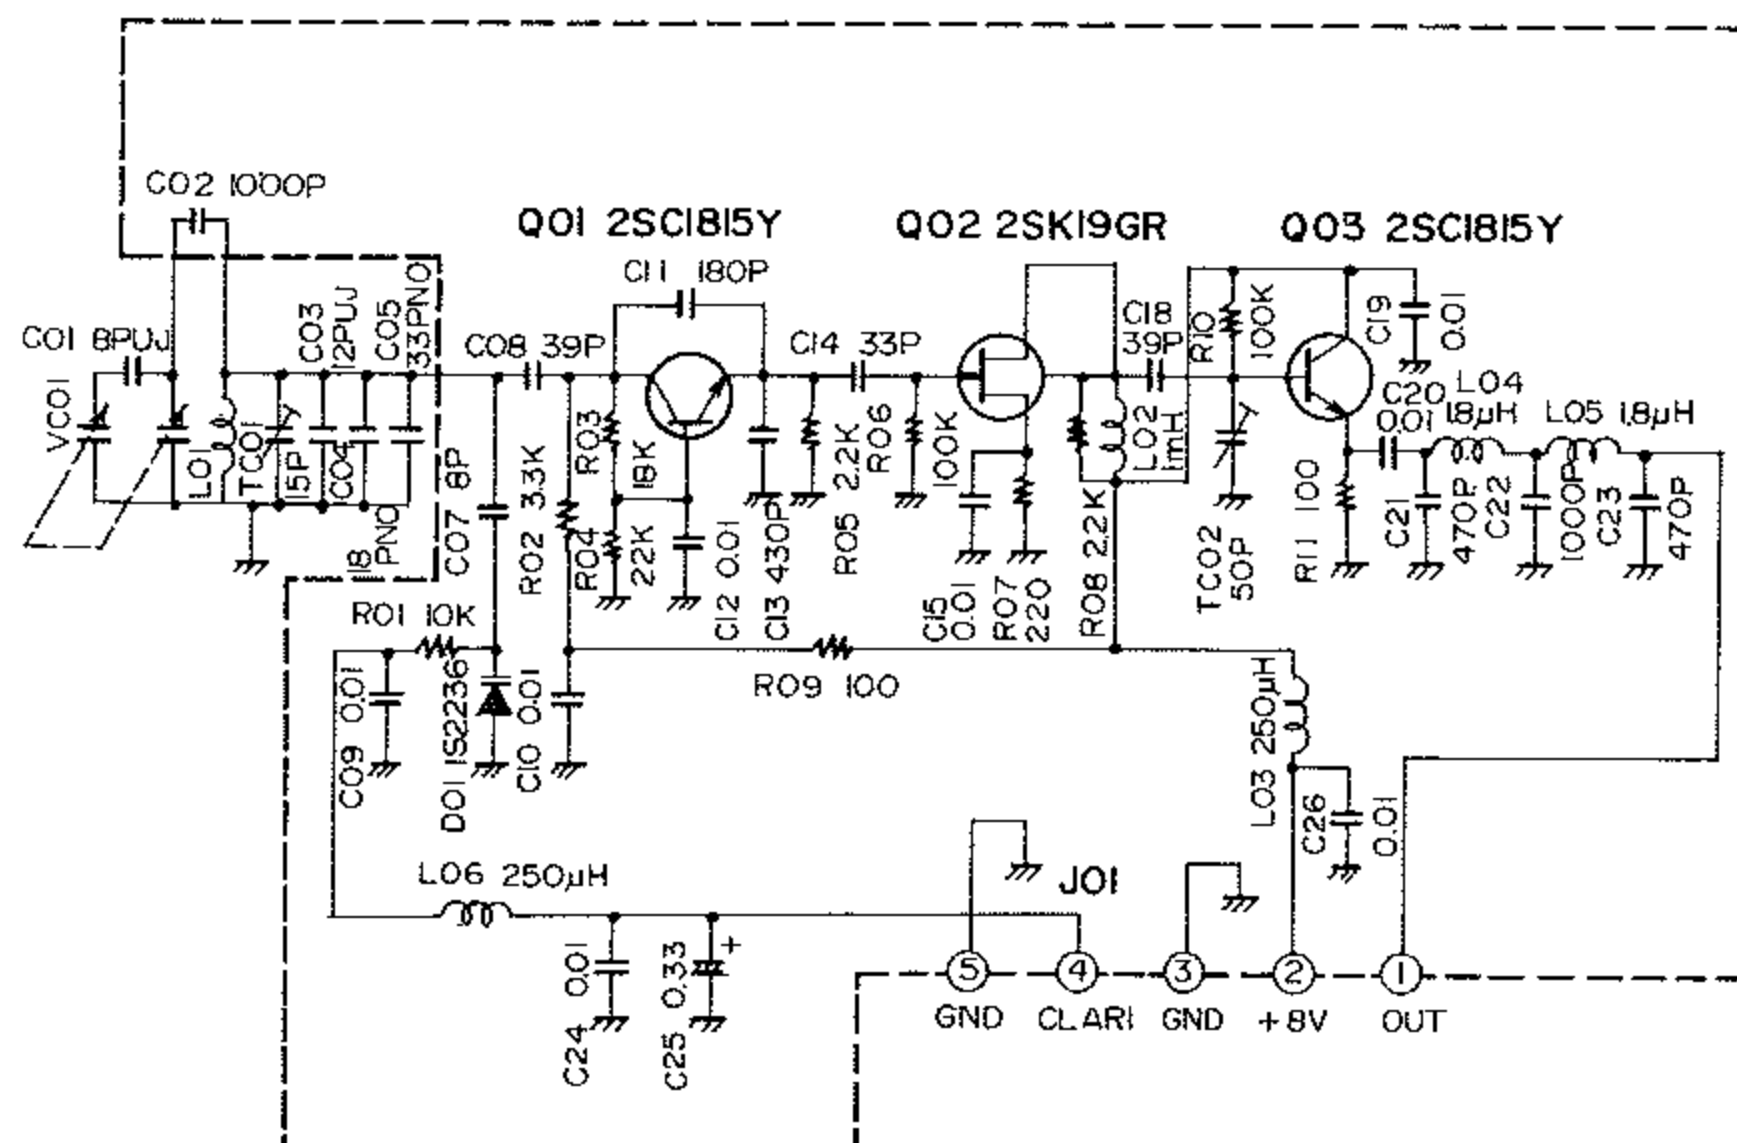 C02 1000P
Q01 2SC1815Y
Q02 2SK19GR
Q03 2SC1815Y
C01 8PUJ
VC01
L01
TC01
15P
C03
12PUJ
C04
18
PNO
C05
33PNO
C07 8P
C08 39P
R02 3.3K
R03
18K
R04
22K
C11 180P
C12 0.01
C13 430P
C14 33P
R05 2.2K
R06
100K
C15
0.01
R07
220
R08 2.2K
L02
1mH
C18
39P
R10
100K
TC02
50P
C19
0.01
C20
0.01
R11 100
L04
1.8µH
L05 1.8µH
C21
470P
C22
1000P
C23
470P
R01 10K
C09 0.01
D01 1S2236
C10 0.01
R09 100
L03 250µH
C26
0.01
L06 250µH
C24 0.01
C25 0.33
+
J01
5
4
3
2
1
GND
CLARI
GND
+8V
OUT